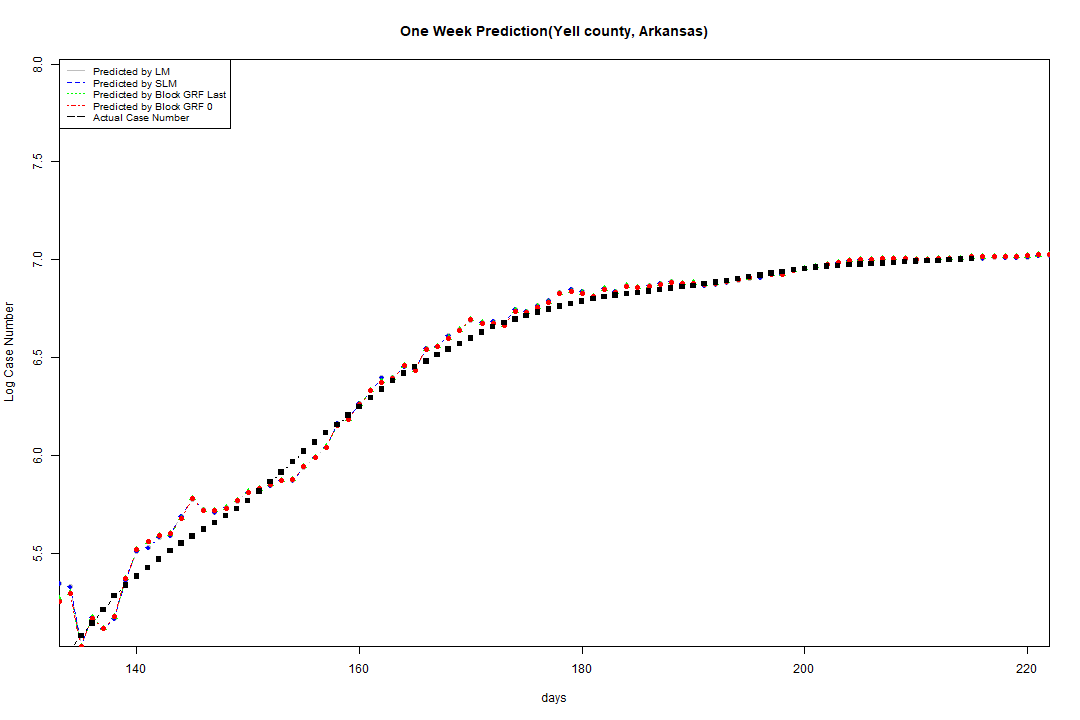 One Week Prediction(Yell county, Arkansas)
Predicted by LM
Predicted by SLM
Predicted by Block GRF Last
Predicted by Block GRF 0
Actual Case Number
8.0
7.5
7.0
6.5
6.0
5.5
Log Case Number
140 160 180 200 220
days